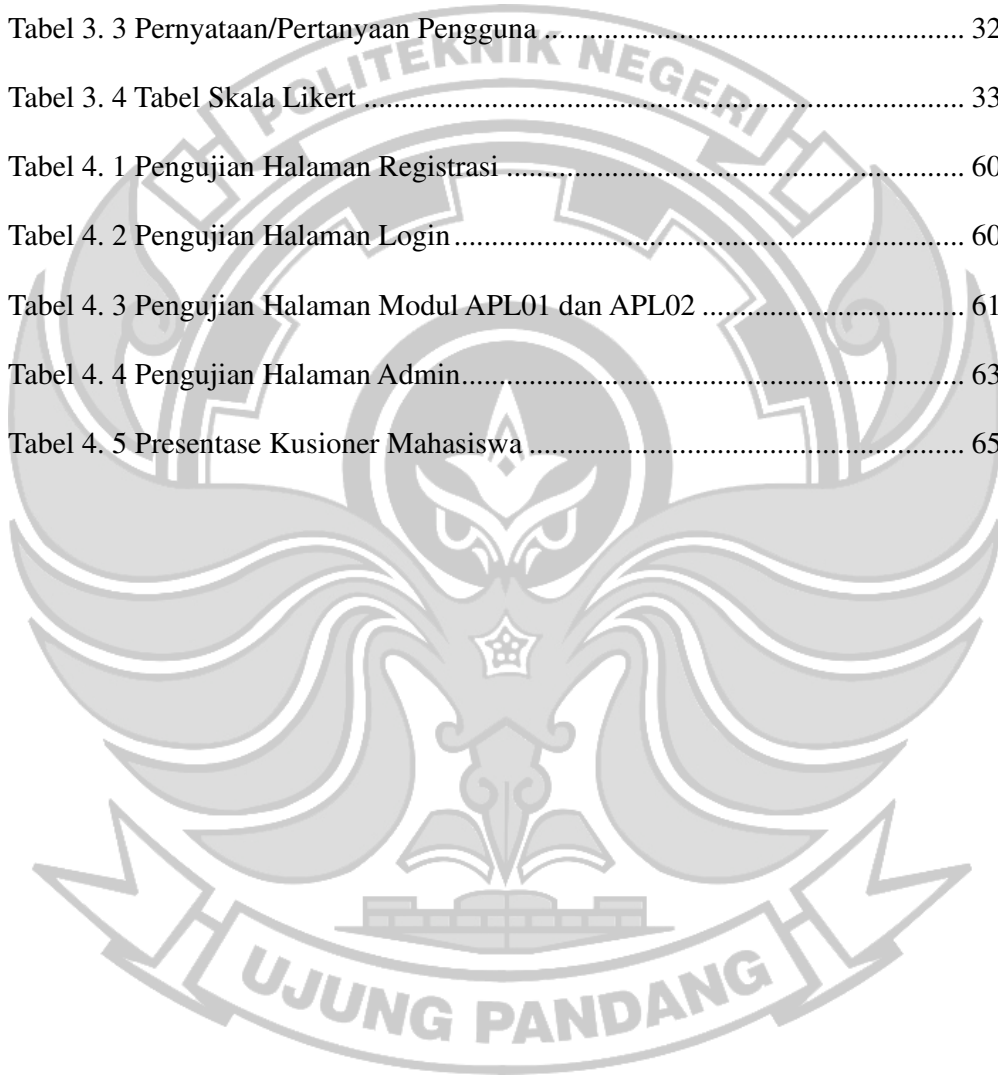 Tabel 3. 3 Pernyataan/Pertanyaan Pengguna ........................................................ 32
Tabel 3. 4 Tabel Skala Likert ................................................................................ 33
Tabel 4. 1 Pengujian Halaman Registrasi ............................................................. 60
Tabel 4. 2 Pengujian Halaman Login .................................................................... 60
Tabel 4. 3 Pengujian Halaman Modul APL01 dan APL02 ................................... 61
Tabel 4. 4 Pengujian Halaman Admin................................................................... 63
Tabel 4. 5 Presentase Kusioner Mahasiswa .......................................................... 65
POLITEKNIK NEGERI
UJUNG PANDANG